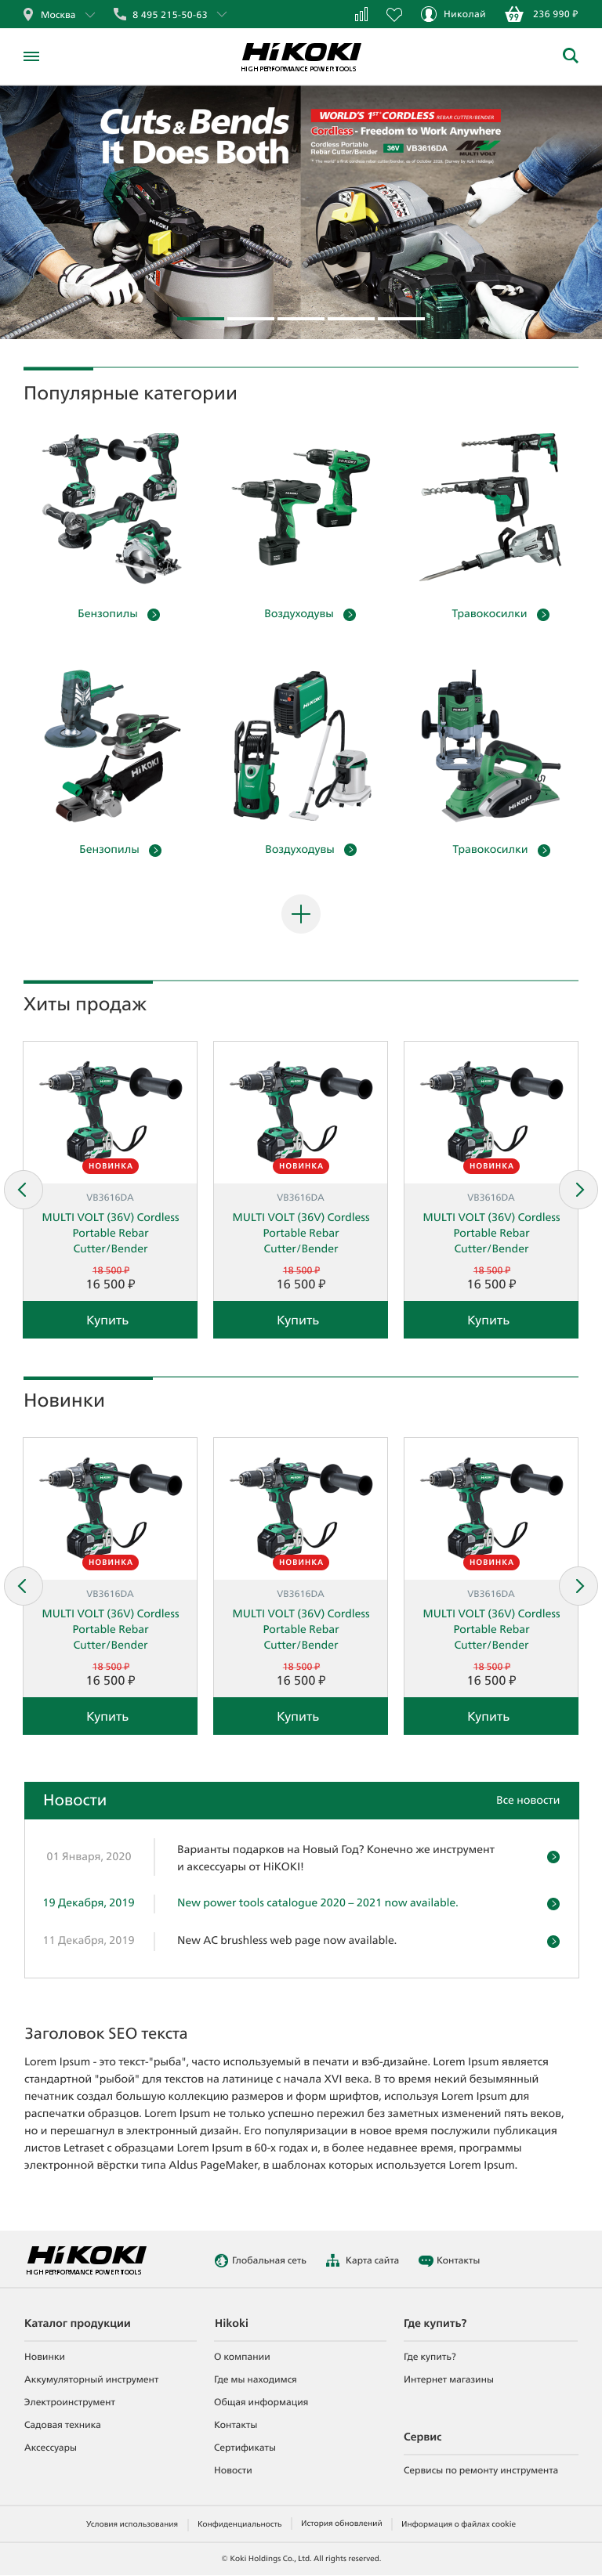 Москва
8 495 215-50-63
Николай
99
236 990 ₽
HiKOKI
HIGH PERFORMANCE POWER TOOLS
Cuts & Bends
It Does Both
WORLD'S 1ST CORDLESS REBAR CUTTER/BENDER
Cordless - Freedom to Work Anywhere
Cordless Portable
Rebar Cutter/Bender
36V VB3616DA
MULTI VOLT
Популярные категории
Бензопилы
Воздуходувы
Травокосилки
Бензопилы
Воздуходувы
Травокосилки
Хиты продаж
НОВИНКА
НОВИНКА
НОВИНКА
VB3616DA
VB3616DA
VB3616DA
MULTI VOLT (36V) Cordless
Portable Rebar
Cutter/Bender
MULTI VOLT (36V) Cordless
Portable Rebar
Cutter/Bender
MULTI VOLT (36V) Cordless
Portable Rebar
Cutter/Bender
18 500 ₽
18 500 ₽
18 500 ₽
16 500 ₽
16 500 ₽
16 500 ₽
Купить
Купить
Купить
Новинки
НОВИНКА
НОВИНКА
НОВИНКА
VB3616DA
VB3616DA
VB3616DA
MULTI VOLT (36V) Cordless
Portable Rebar
Cutter/Bender
MULTI VOLT (36V) Cordless
Portable Rebar
Cutter/Bender
MULTI VOLT (36V) Cordless
Portable Rebar
Cutter/Bender
18 500 ₽
18 500 ₽
18 500 ₽
16 500 ₽
16 500 ₽
16 500 ₽
Купить
Купить
Купить
Новости
Все новости
01 Января, 2020
Варианты подарков на Новый Год? Конечно же инструмент
и аксессуары от HiKOKI!
19 Декабря, 2019
New power tools catalogue 2020 – 2021 now available.
11 Декабря, 2019
New AC brushless web page now available.
Заголовок SEO текста
Lorem Ipsum - это текст-"рыба", часто используемый в печати и вэб-дизайне. Lorem Ipsum является
стандартной "рыбой" для текстов на латинице с начала XVI века. В то время некий безымянный
печатник создал большую коллекцию размеров и форм шрифтов, используя Lorem Ipsum для
распечатки образцов. Lorem Ipsum не только успешно пережил без заметных изменений пять веков,
но и перешагнул в электронный дизайн. Его популяризации в новое время послужили публикация
листов Letraset с образцами Lorem Ipsum в 60-х годах и, в более недавнее время, программы
электронной вёрстки типа Aldus PageMaker, в шаблонах которых используется Lorem Ipsum.
HiKOKI
HIGH PERFORMANCE POWER TOOLS
Глобальная сеть
Карта сайта
Контакты
Каталог продукции
Новинки
Аккумуляторный инструмент
Электроинструмент
Садовая техника
Аксессуары
Hikoki
О компании
Где мы находимся
Общая информация
Контакты
Сертификаты
Новости
Где купить?
Где купить?
Интернет магазины
Сервис
Сервисы по ремонту инструмента
Условия использования
Конфиденциальность
История обновлений
Информация о файлах cookie
© Koki Holdings Co., Ltd. All rights reserved.